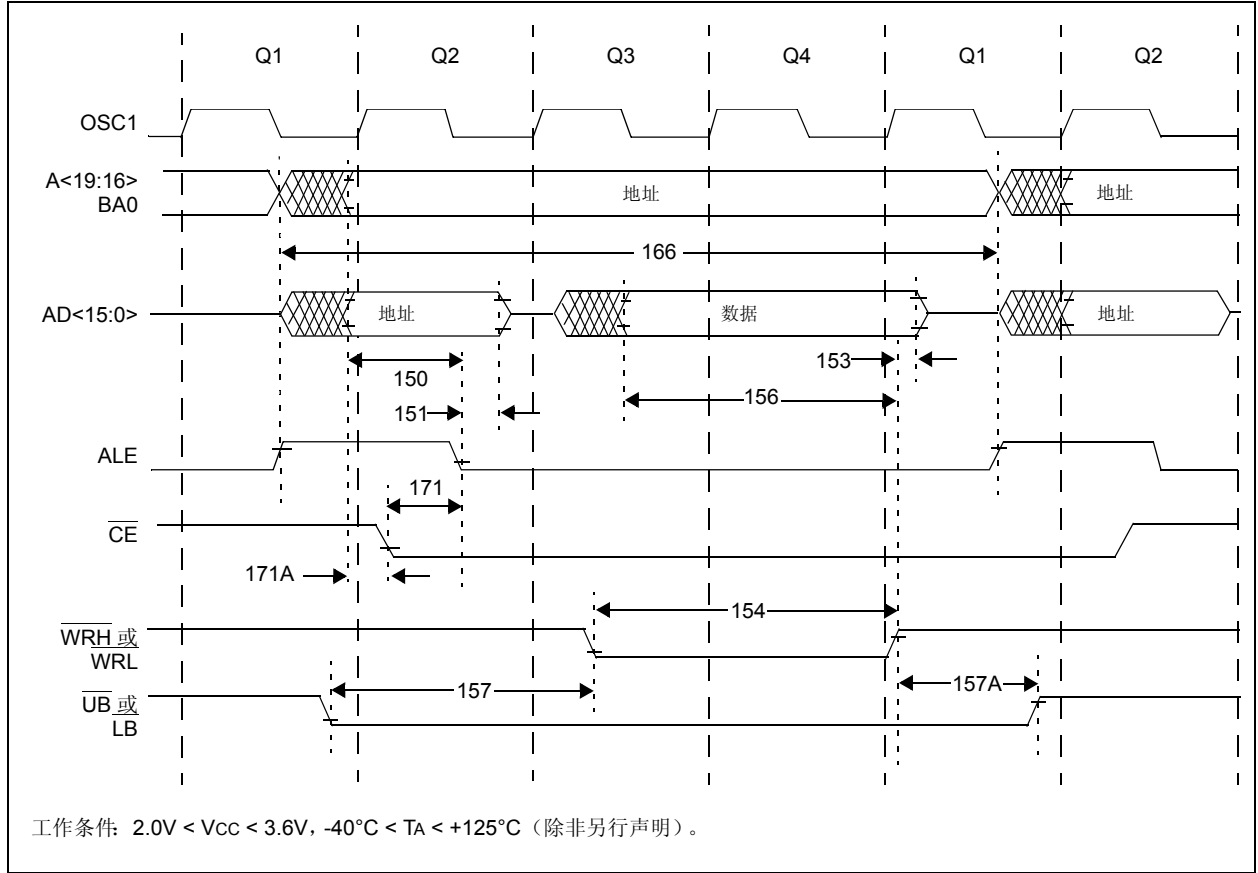 Q1 Q2 Q3 Q4 Q1 Q2
OSC1
A<19:16>
BA0
地址 地址
166
AD<15:0>
地址 数据 地址
150
153
151
156
ALE
171
CE
171A
154
WRH 或
WRL
157
157A
UB 或
LB
工作条件: 2.0V < VCC < 3.6V, -40°C < TA < +125°C（除非另行声明）。